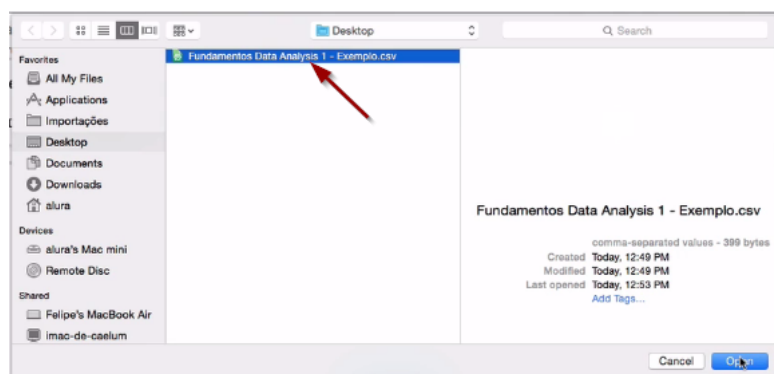 Desktop
Search
Favorites
All My Files
Applications
Importações
Desktop
Documents
Downloads
alura
Devices
alura's Mac mini
Remote Disc
Shared
Felipe's MacBook Air
imac-de-caelum
Fundamentos Data Analysis 1 - Exemplo.csv
Fundamentos Data Analysis 1 - Exemplo.csv
comma-separated values - 399 bytes
Created Today, 12:49 PM
Modified Today, 12:49 PM
Last opened Today, 12:53 PM
Add Tags...
Cancel
Open